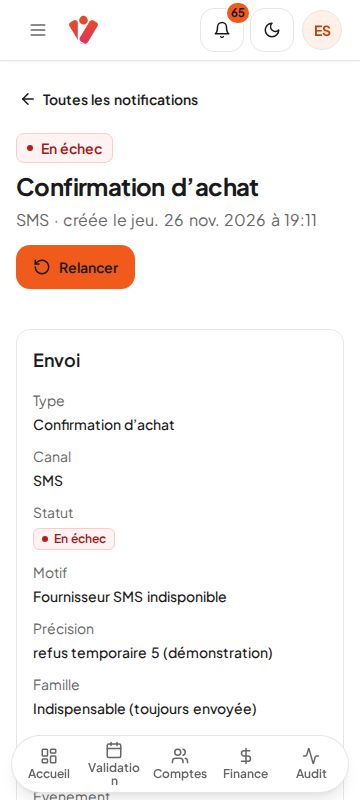 65
ES
Toutes les notifications
En échec
Confirmation d’achat
SMS · créée le jeu. 26 nov. 2026 à 19:11
Relancer
Envoi
Type
Confirmation d’achat
Canal
SMS
Statut
En échec
Motif
Fournisseur SMS indisponible
Précision
refus temporaire 5 (démonstration)
Famille
Indispensable (toujours envoyée)
Accueil
Validatio
n
Comptes
Finance
Audit
Événement